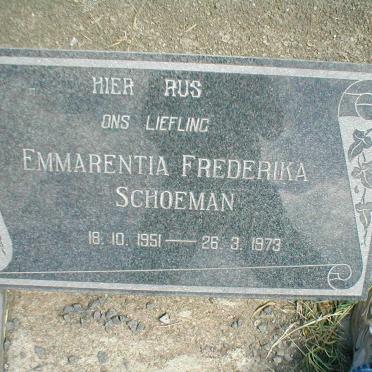 HIER RUS
ONS LIEFLING
EMMARENTIA FREDERIKA
SCHOEMAN
18. 10. 1951 — 26. 3. 1973